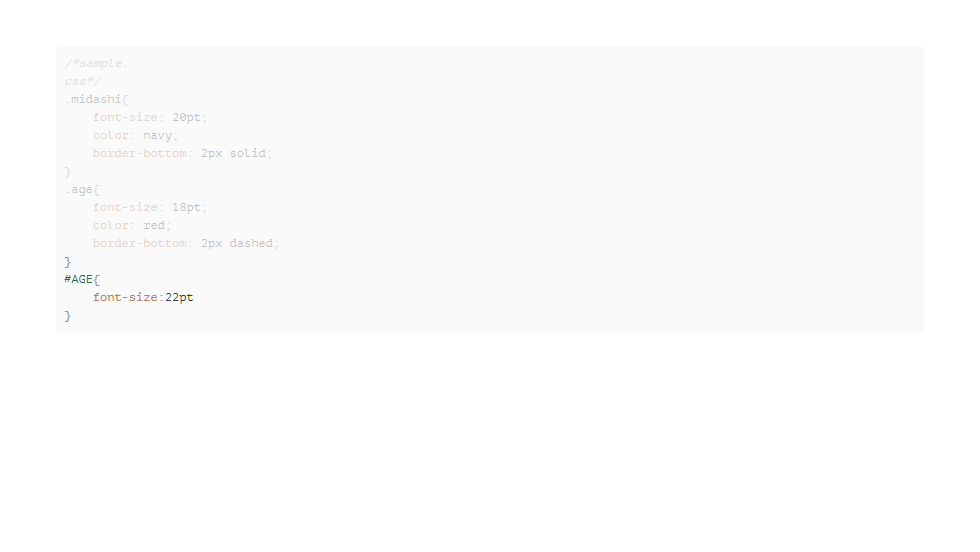 /*sample.
css*/
.midashi{
    font-size: 20pt;
    color: navy;
    border-bottom: 2px solid;
}
.age{
    font-size: 18pt;
    color: red;
    border-bottom: 2px dashed;
}
#AGE{
    font-size:22pt
}